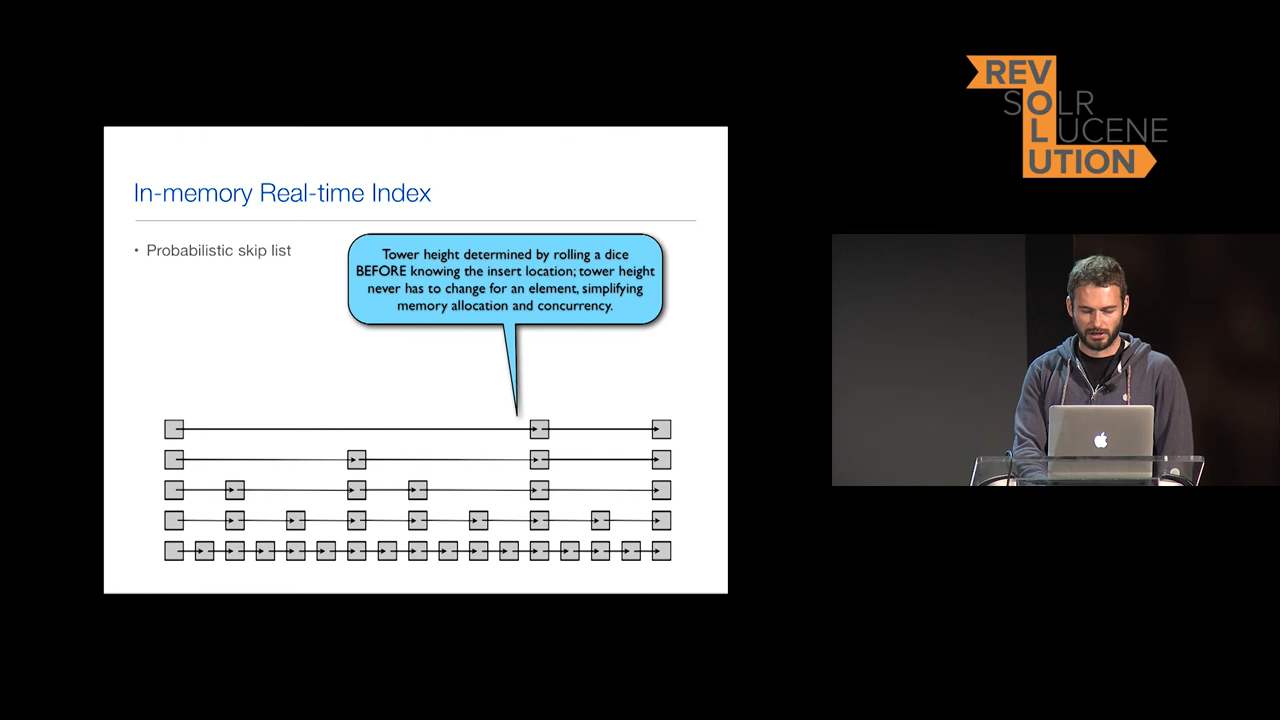 In-memory Real-time Index
• Probabilistic skip list
Tower height determined by rolling a dice
BEFORE knowing the insert location; tower height
never has to change for an element, simplifying
memory allocation and concurrency.
REV
SOLR
LUCENE
UTION